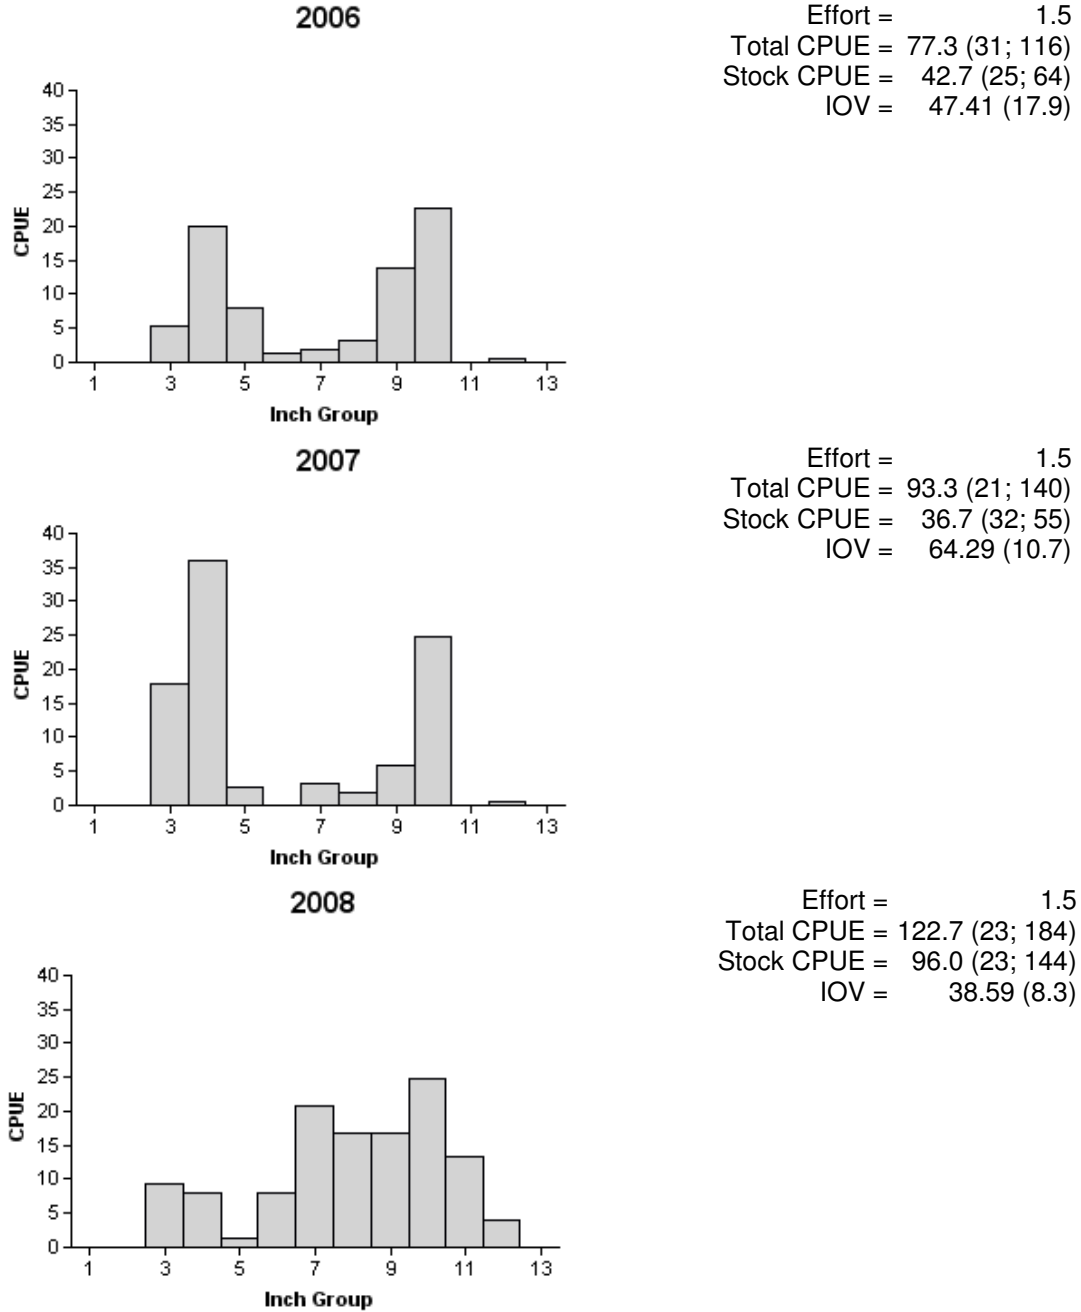 2006
Effort = 1.5
Total CPUE = 77.3 (31; 116)
Stock CPUE = 42.7 (25; 64)
IOV = 47.41 (17.9)
40
35
30
25
20
15
10
5
0
CPUE
1 3 5 7 9 11 13
Inch Group
2007
Effort = 1.5
Total CPUE = 93.3 (21; 140)
Stock CPUE = 36.7 (32; 55)
IOV = 64.29 (10.7)
40
35
30
25
20
15
10
5
0
CPUE
1 3 5 7 9 11 13
Inch Group
2008
Effort = 1.5
Total CPUE = 122.7 (23; 184)
Stock CPUE = 96.0 (23; 144)
IOV = 38.59 (8.3)
40
35
30
25
20
15
10
5
0
CPUE
1 3 5 7 9 11 13
Inch Group